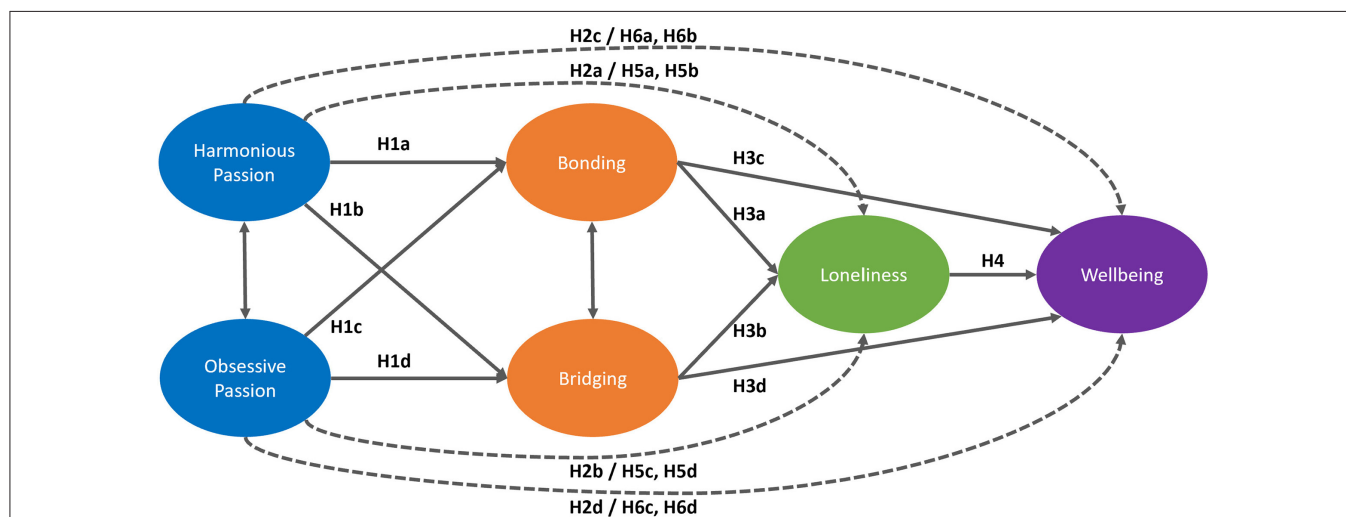 H2c / H6a, H6b
H2a / H5a, H5b
Harmonious
Passion
H1a
Bonding
H3c
H1b
H3a
Loneliness
H4
Wellbeing
H1c
H3b
Obsessive
Passion
H1d
Bridging
H3d
H2b / H5c, H5d
H2d / H6c, H6d